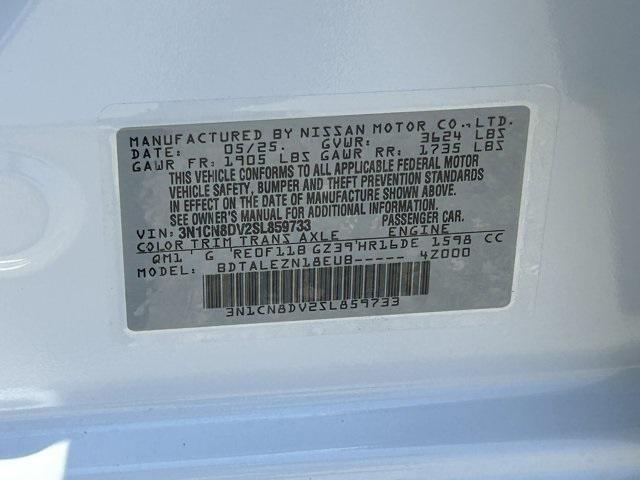 MANUFACTURED BY NISSAN MOTOR CO.,LTD.
DATE: 05/25. GVWR: 3624 LBS
GAWR FR: 1905 LBS GAWR RR: 1735 LBS
THIS VEHICLE CONFORMS TO ALL APPLICABLE FEDERAL MOTOR
VEHICLE SAFETY, BUMPER AND THEFT PREVENTION STANDARDS
IN EFFECT ON THE DATE OF MANUFACTURE SHOWN ABOVE.
SEE OWNER'S MANUAL FOR ADDITIONAL INFORMATION.
VIN: 3N1CN8DV2SL859733 PASSENGER CAR.
COLOR TRIM TRANS AXLE ENGINE
QM1 ' G 'RE0F11B GZ39'HR16DE 1598 CC
BDTALEZN18EUB----- 4Z000
3N1CN8DV2SL859733